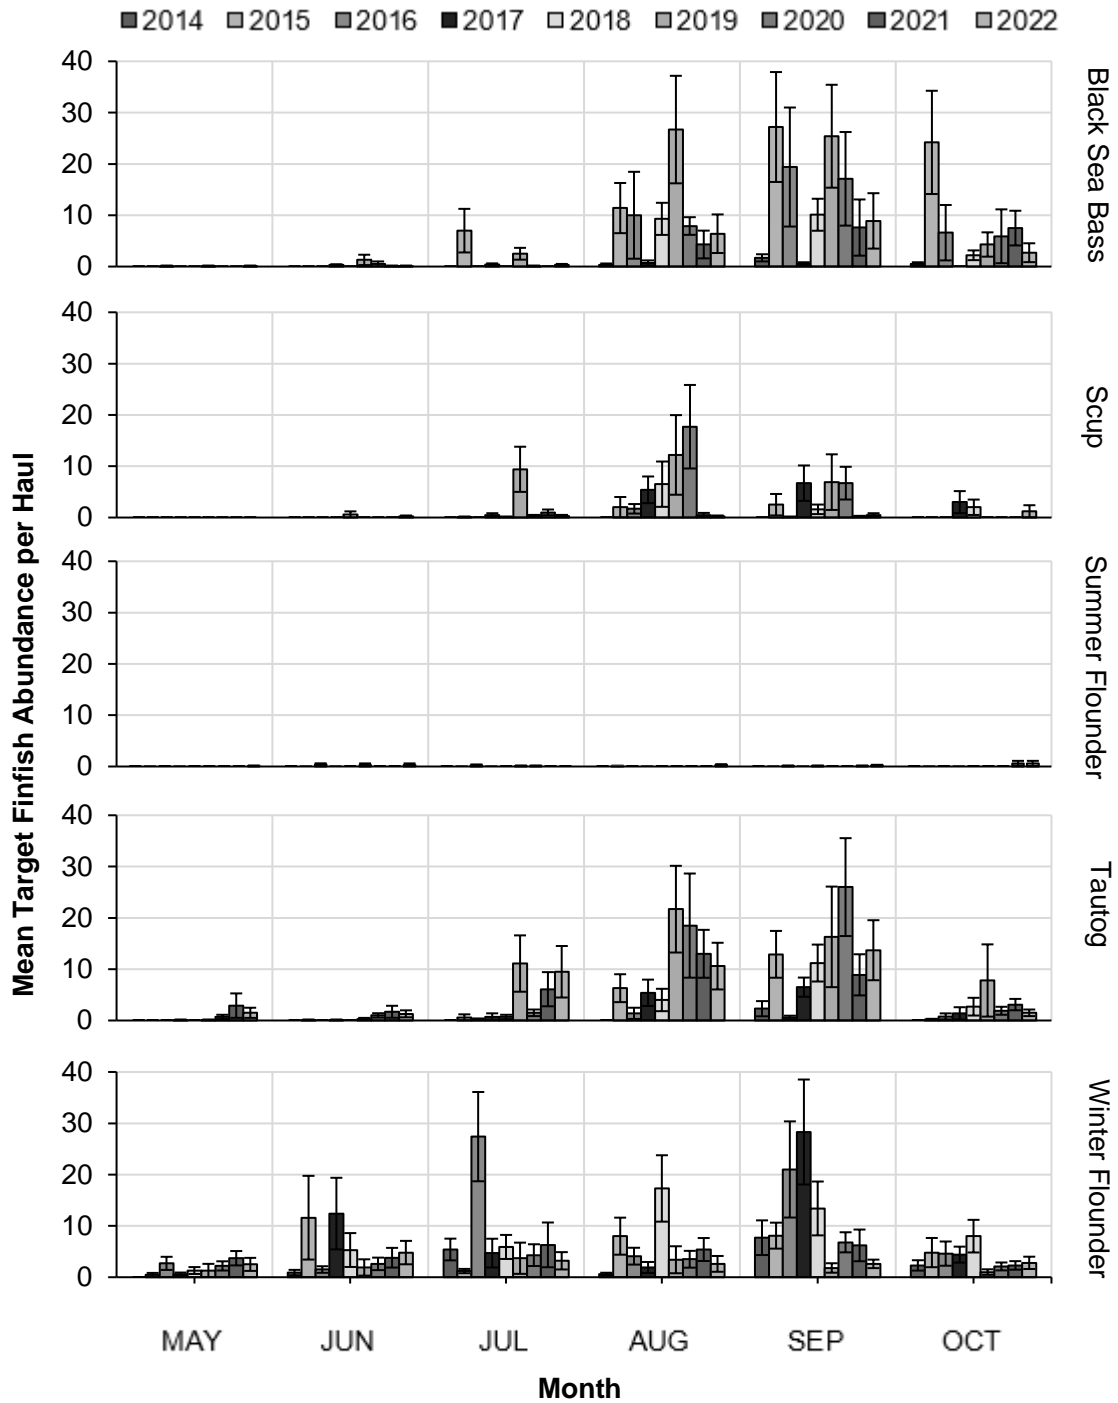 2014 2015 2016 2017 2018 2019 2020 2021 2022
40
30
20
10
0
Black Sea Bass
40
30
20
10
0
Scup
Mean Target Finfish Abundance per Haul
40
30
20
10
0
Summer Flounder
40
30
20
10
0
Tautog
40
30
20
10
0
Winter Flounder
MAY JUN JUL AUG SEP OCT
Month